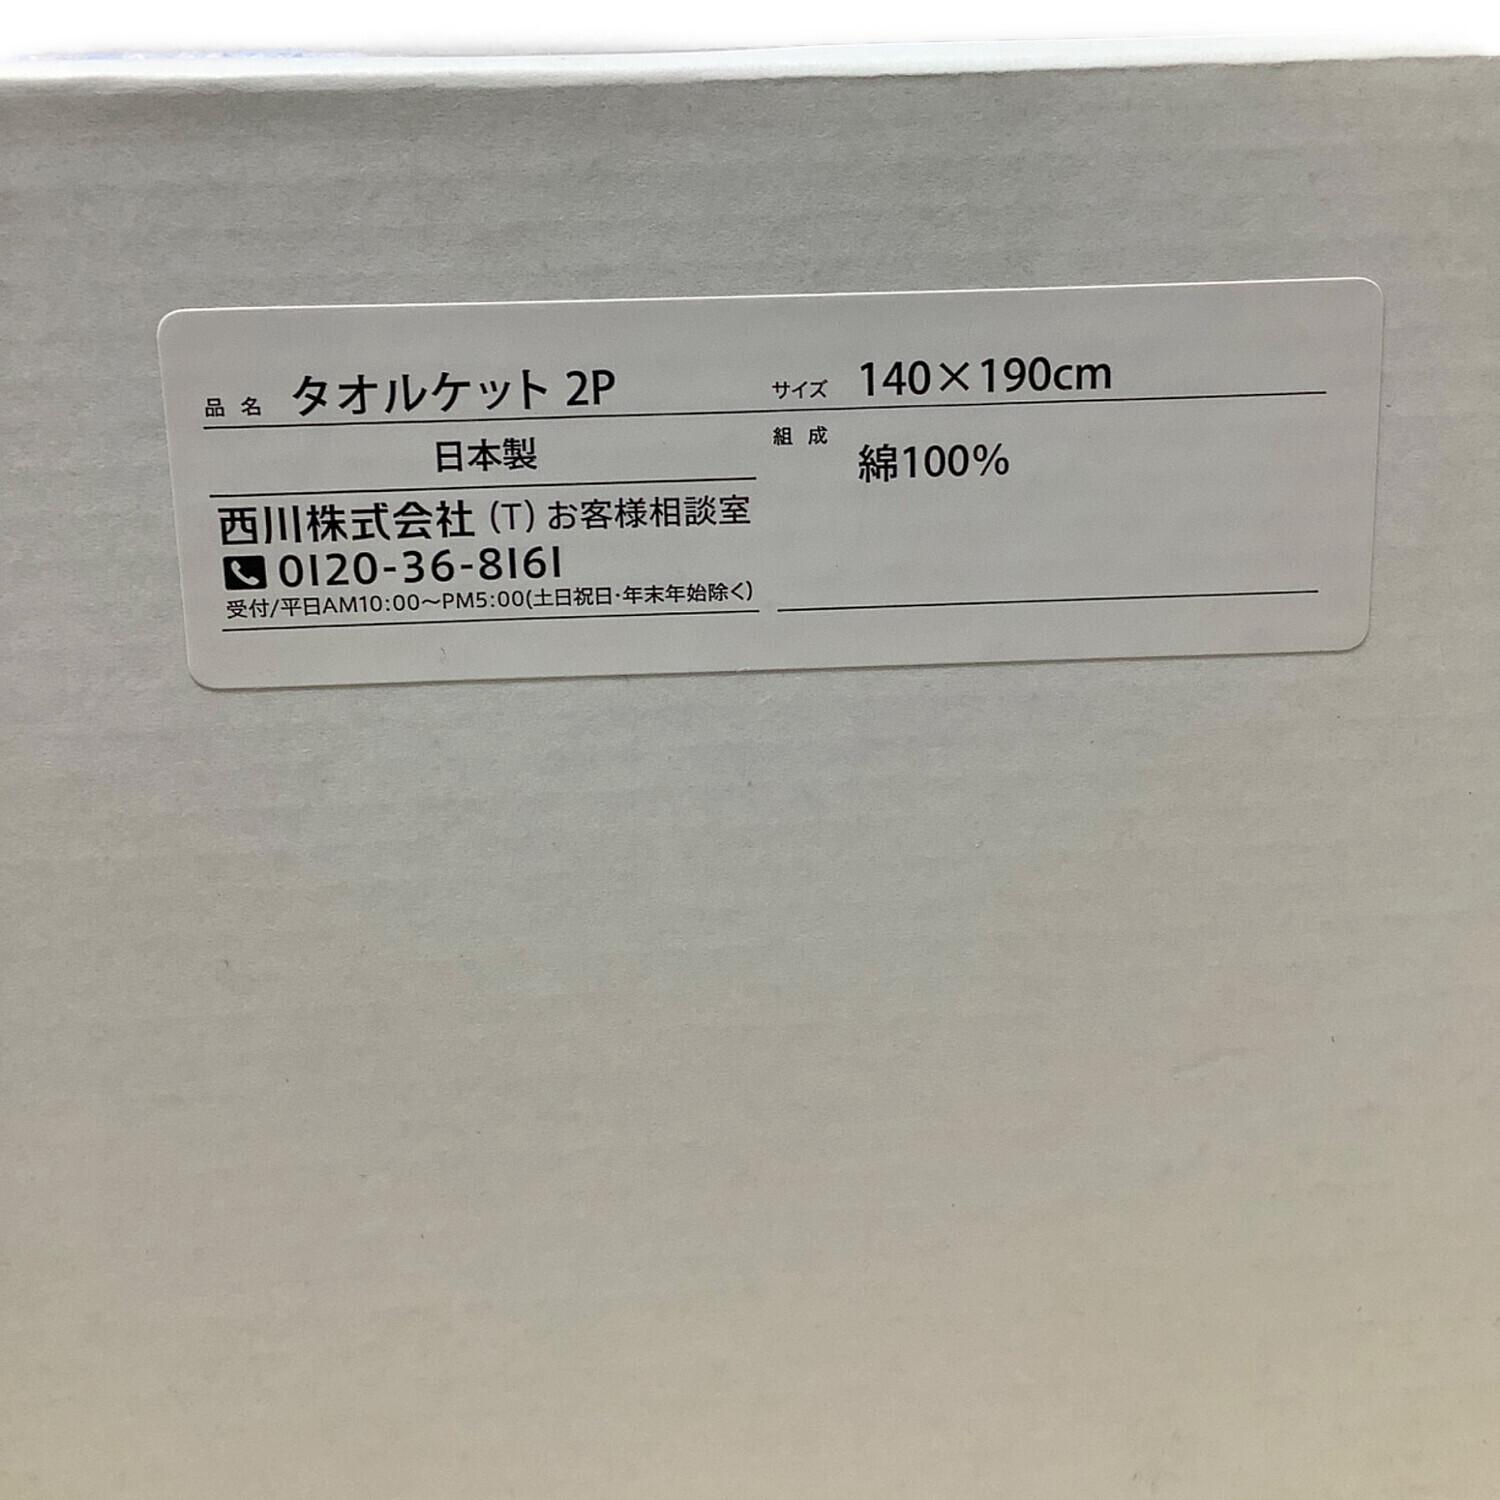 品名 タオルケット 2P
サイズ 140×190cm
日本製
組成 綿100%
西川株式会社 (T) お客様相談室
0120-36-8161
受付/平日AM10:00〜PM5:00(土日祝日・年末年始除く)